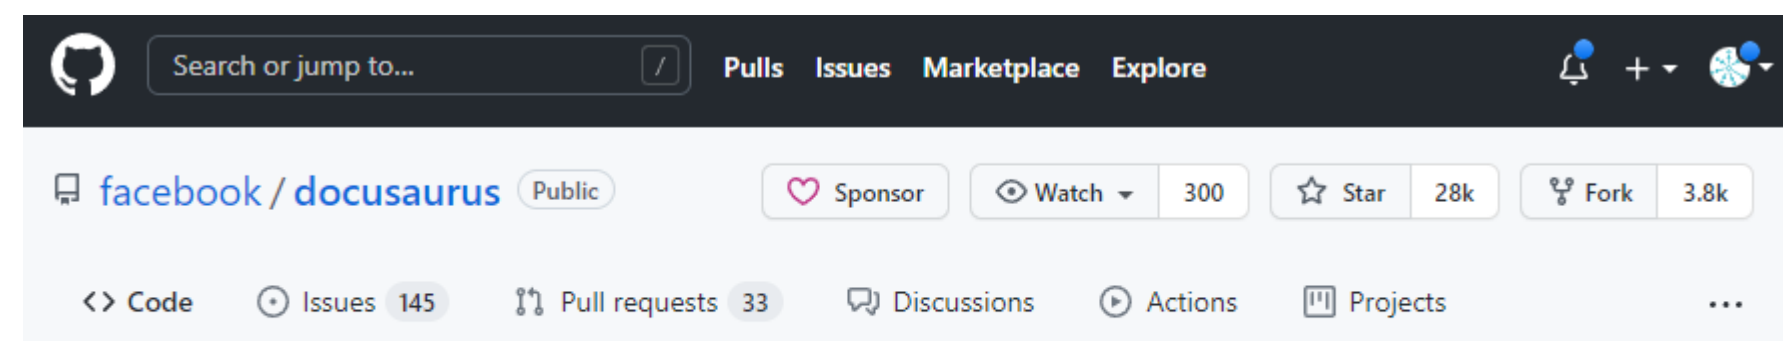 Search or jump to... / Pulls Issues Marketplace Explore
facebook / docusaurus Public Sponsor Watch 300 Star 28k Fork 3.8k
<> Code Issues 145 Pull requests 33 Discussions Actions Projects ...